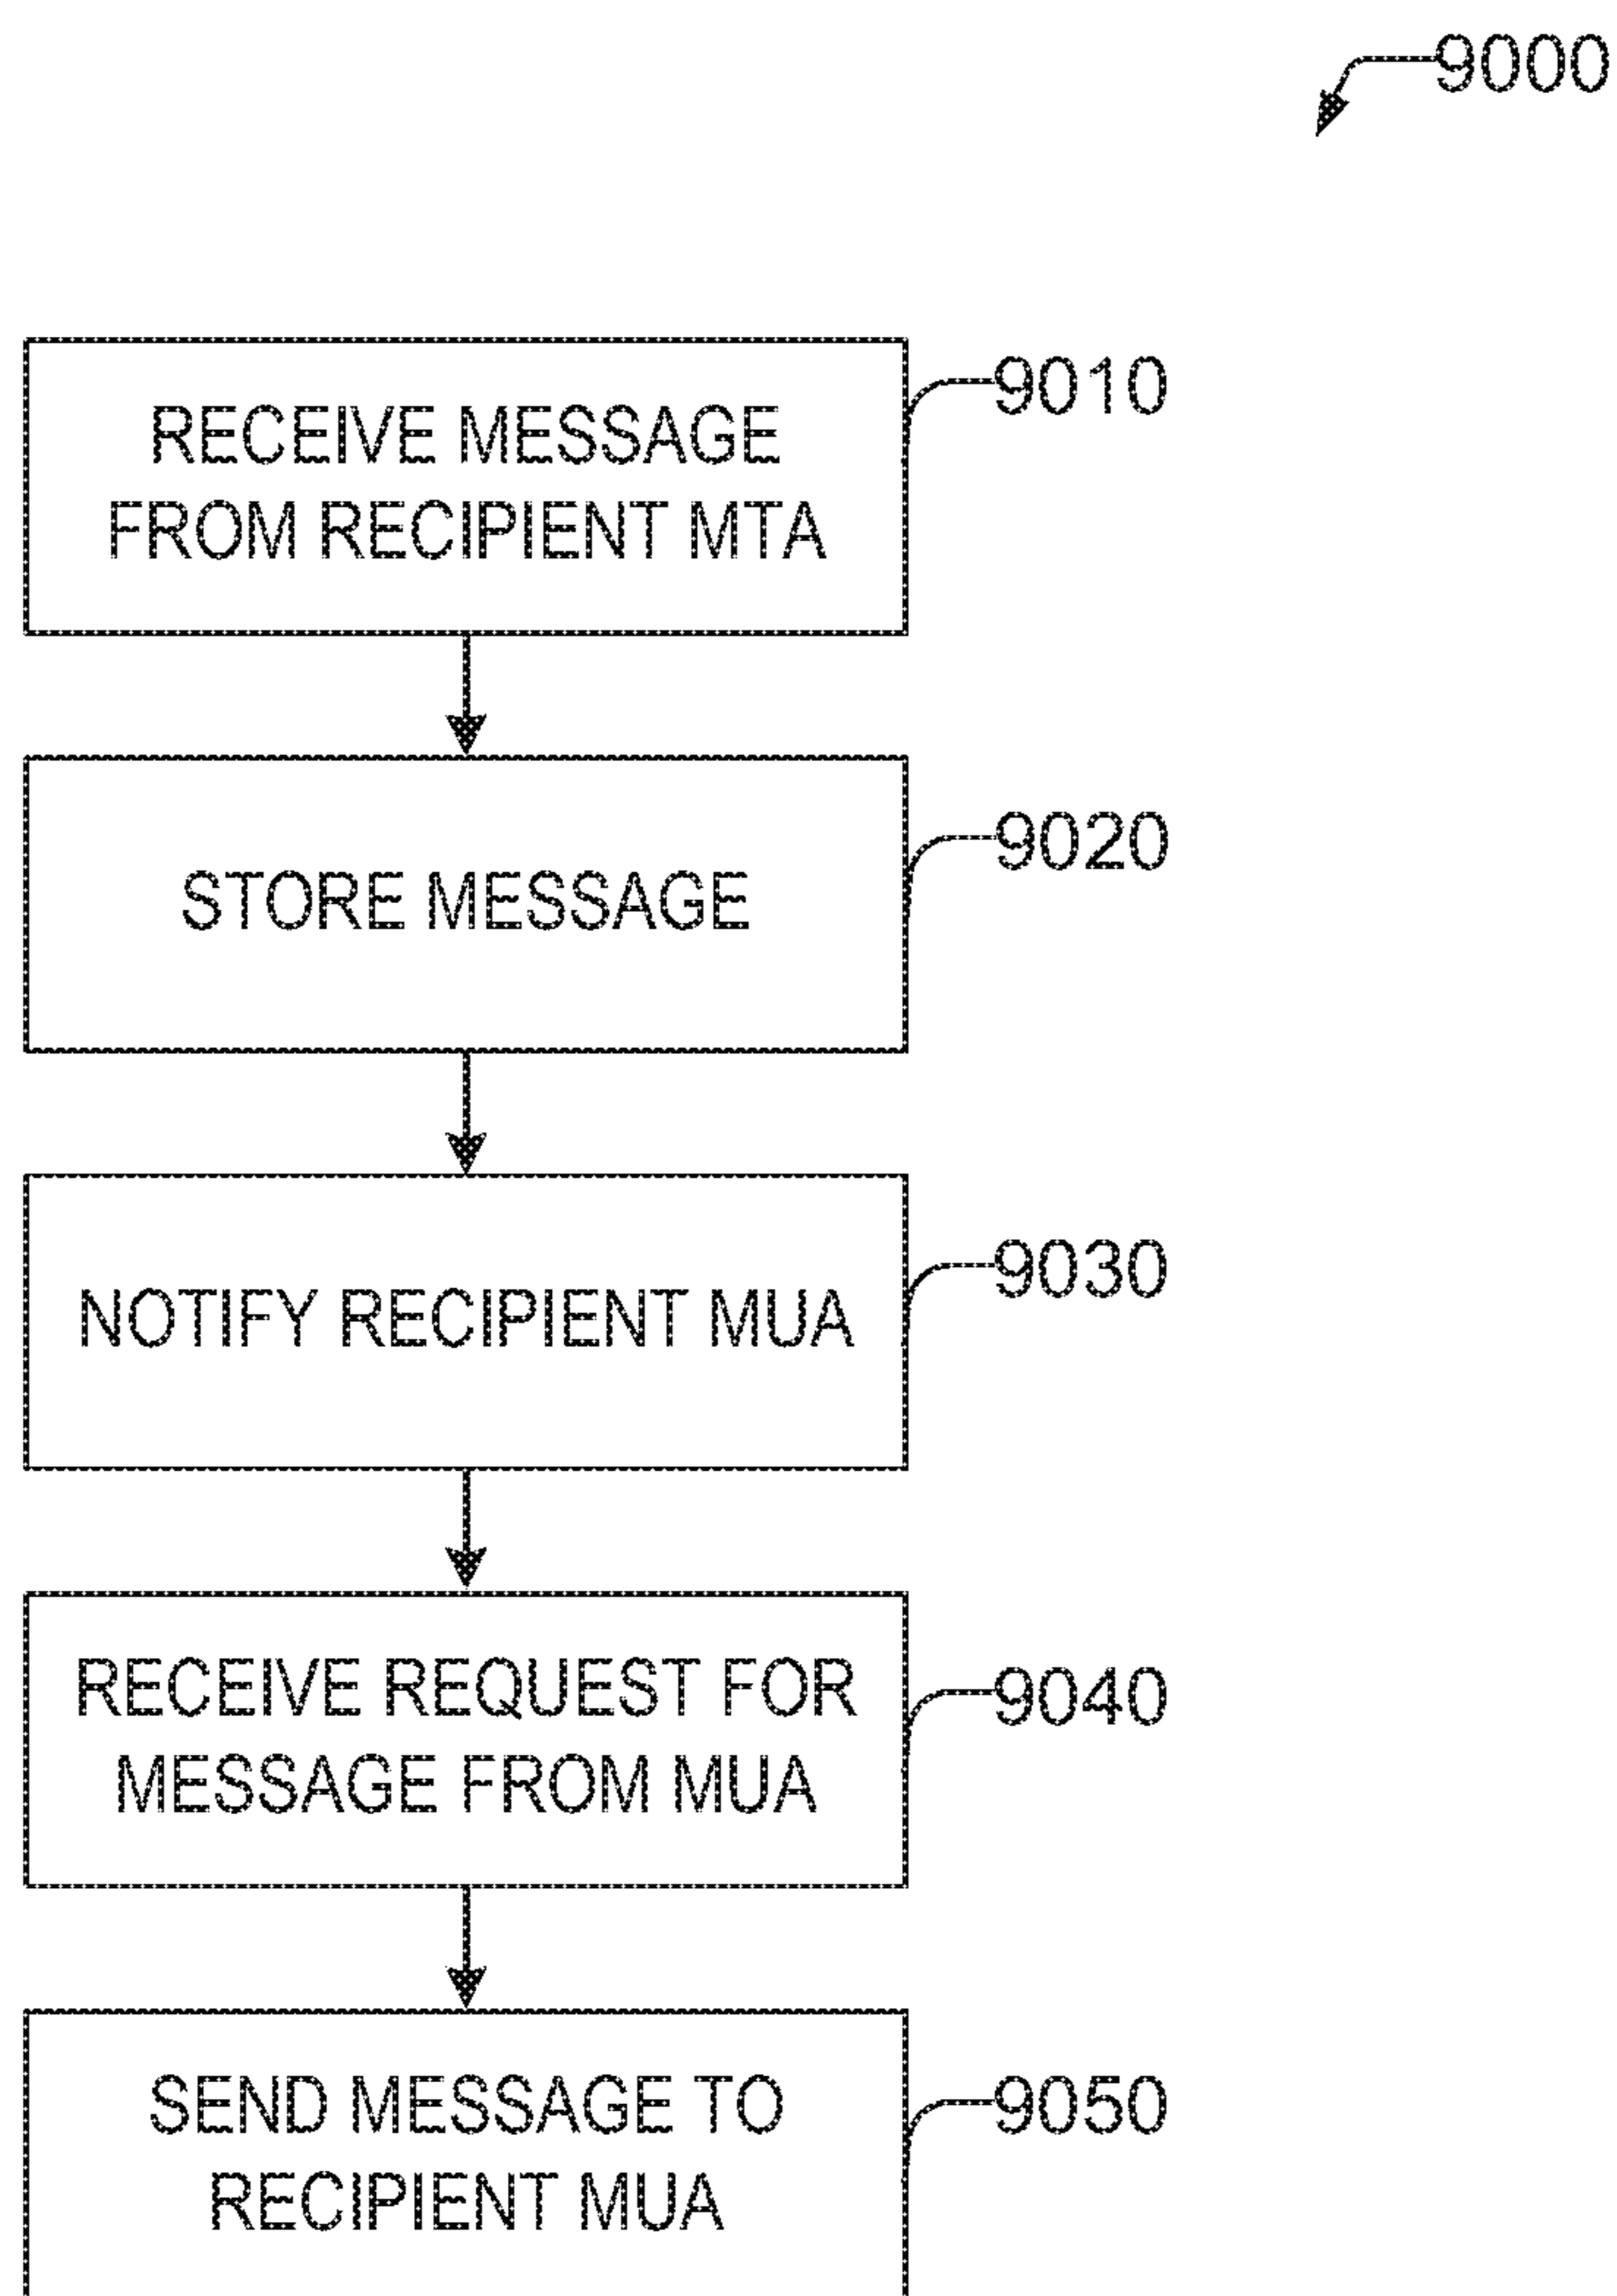 9000
RECEIVE MESSAGE
FROM RECIPIENT MTA
9010
STORE MESSAGE
9020
NOTIFY RECIPIENT MUA
9030
RECEIVE REQUEST FOR
MESSAGE FROM MUA
9040
SEND MESSAGE TO
RECIPIENT MUA
9050